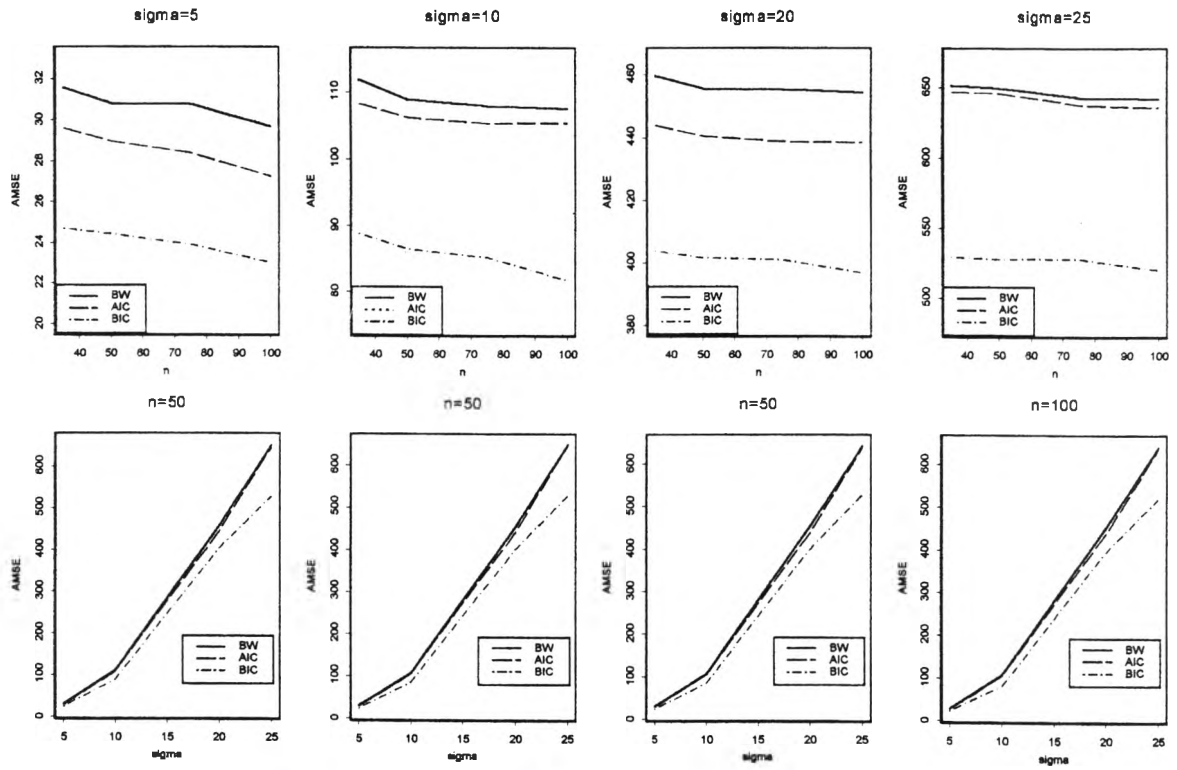 sigma=5
sigma=10
sigma=20
sigma=25
AMSE
32
30
28
26
24
22
20
BW
AIC
BIC
40 50 60 70 80 90 100
n
AMSE
110
100
90
80
BW
AIC
BIC
40 50 60 70 80 90 100
n
AMSE
460
440
420
400
380
BW
AIC
BIC
40 50 60 70 80 90 100
n
AMSE
650
600
550
500
BW
AIC
BIC
40 50 60 70 80 90 100
n
n=50
n=50
n=50
n=100
AMSE
600
500
400
300
200
100
0
BW
AIC
BIC
5 10 15 20 25
sigma
AMSE
600
500
400
300
200
100
0
BW
AIC
BIC
5 10 15 20 25
sigma
AMSE
600
500
400
300
200
100
0
BW
AIC
BIC
5 10 15 20 25
sigma
AMSE
600
500
400
300
200
100
0
BW
AIC
BIC
5 10 15 20 25
sigma